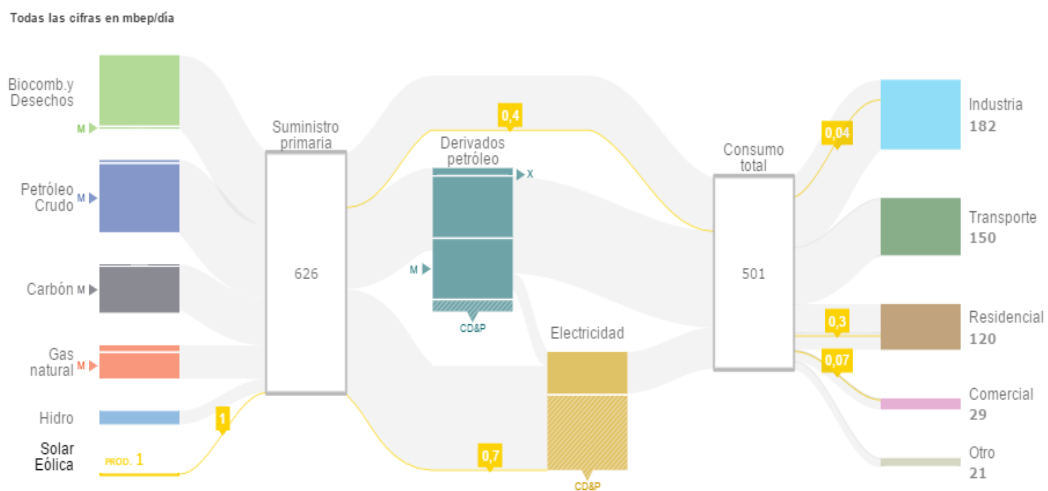 Todas las cifras en mbep/día
Biocomb.y
Desechos
M
Petróleo
Crudo
M
Carbón
M
Gas
natural
M
Hidro
Solar
Eólica
PROD. 1
1
Suministro
primaria
626
0,4
Derivados
petróleo
X
M
CD&P
Electricidad
0,7
CD&P
Consumo
total
501
0,04
Industria
182
Transporte
150
0,3
Residencial
120
0,07
Comercial
29
Otro
21